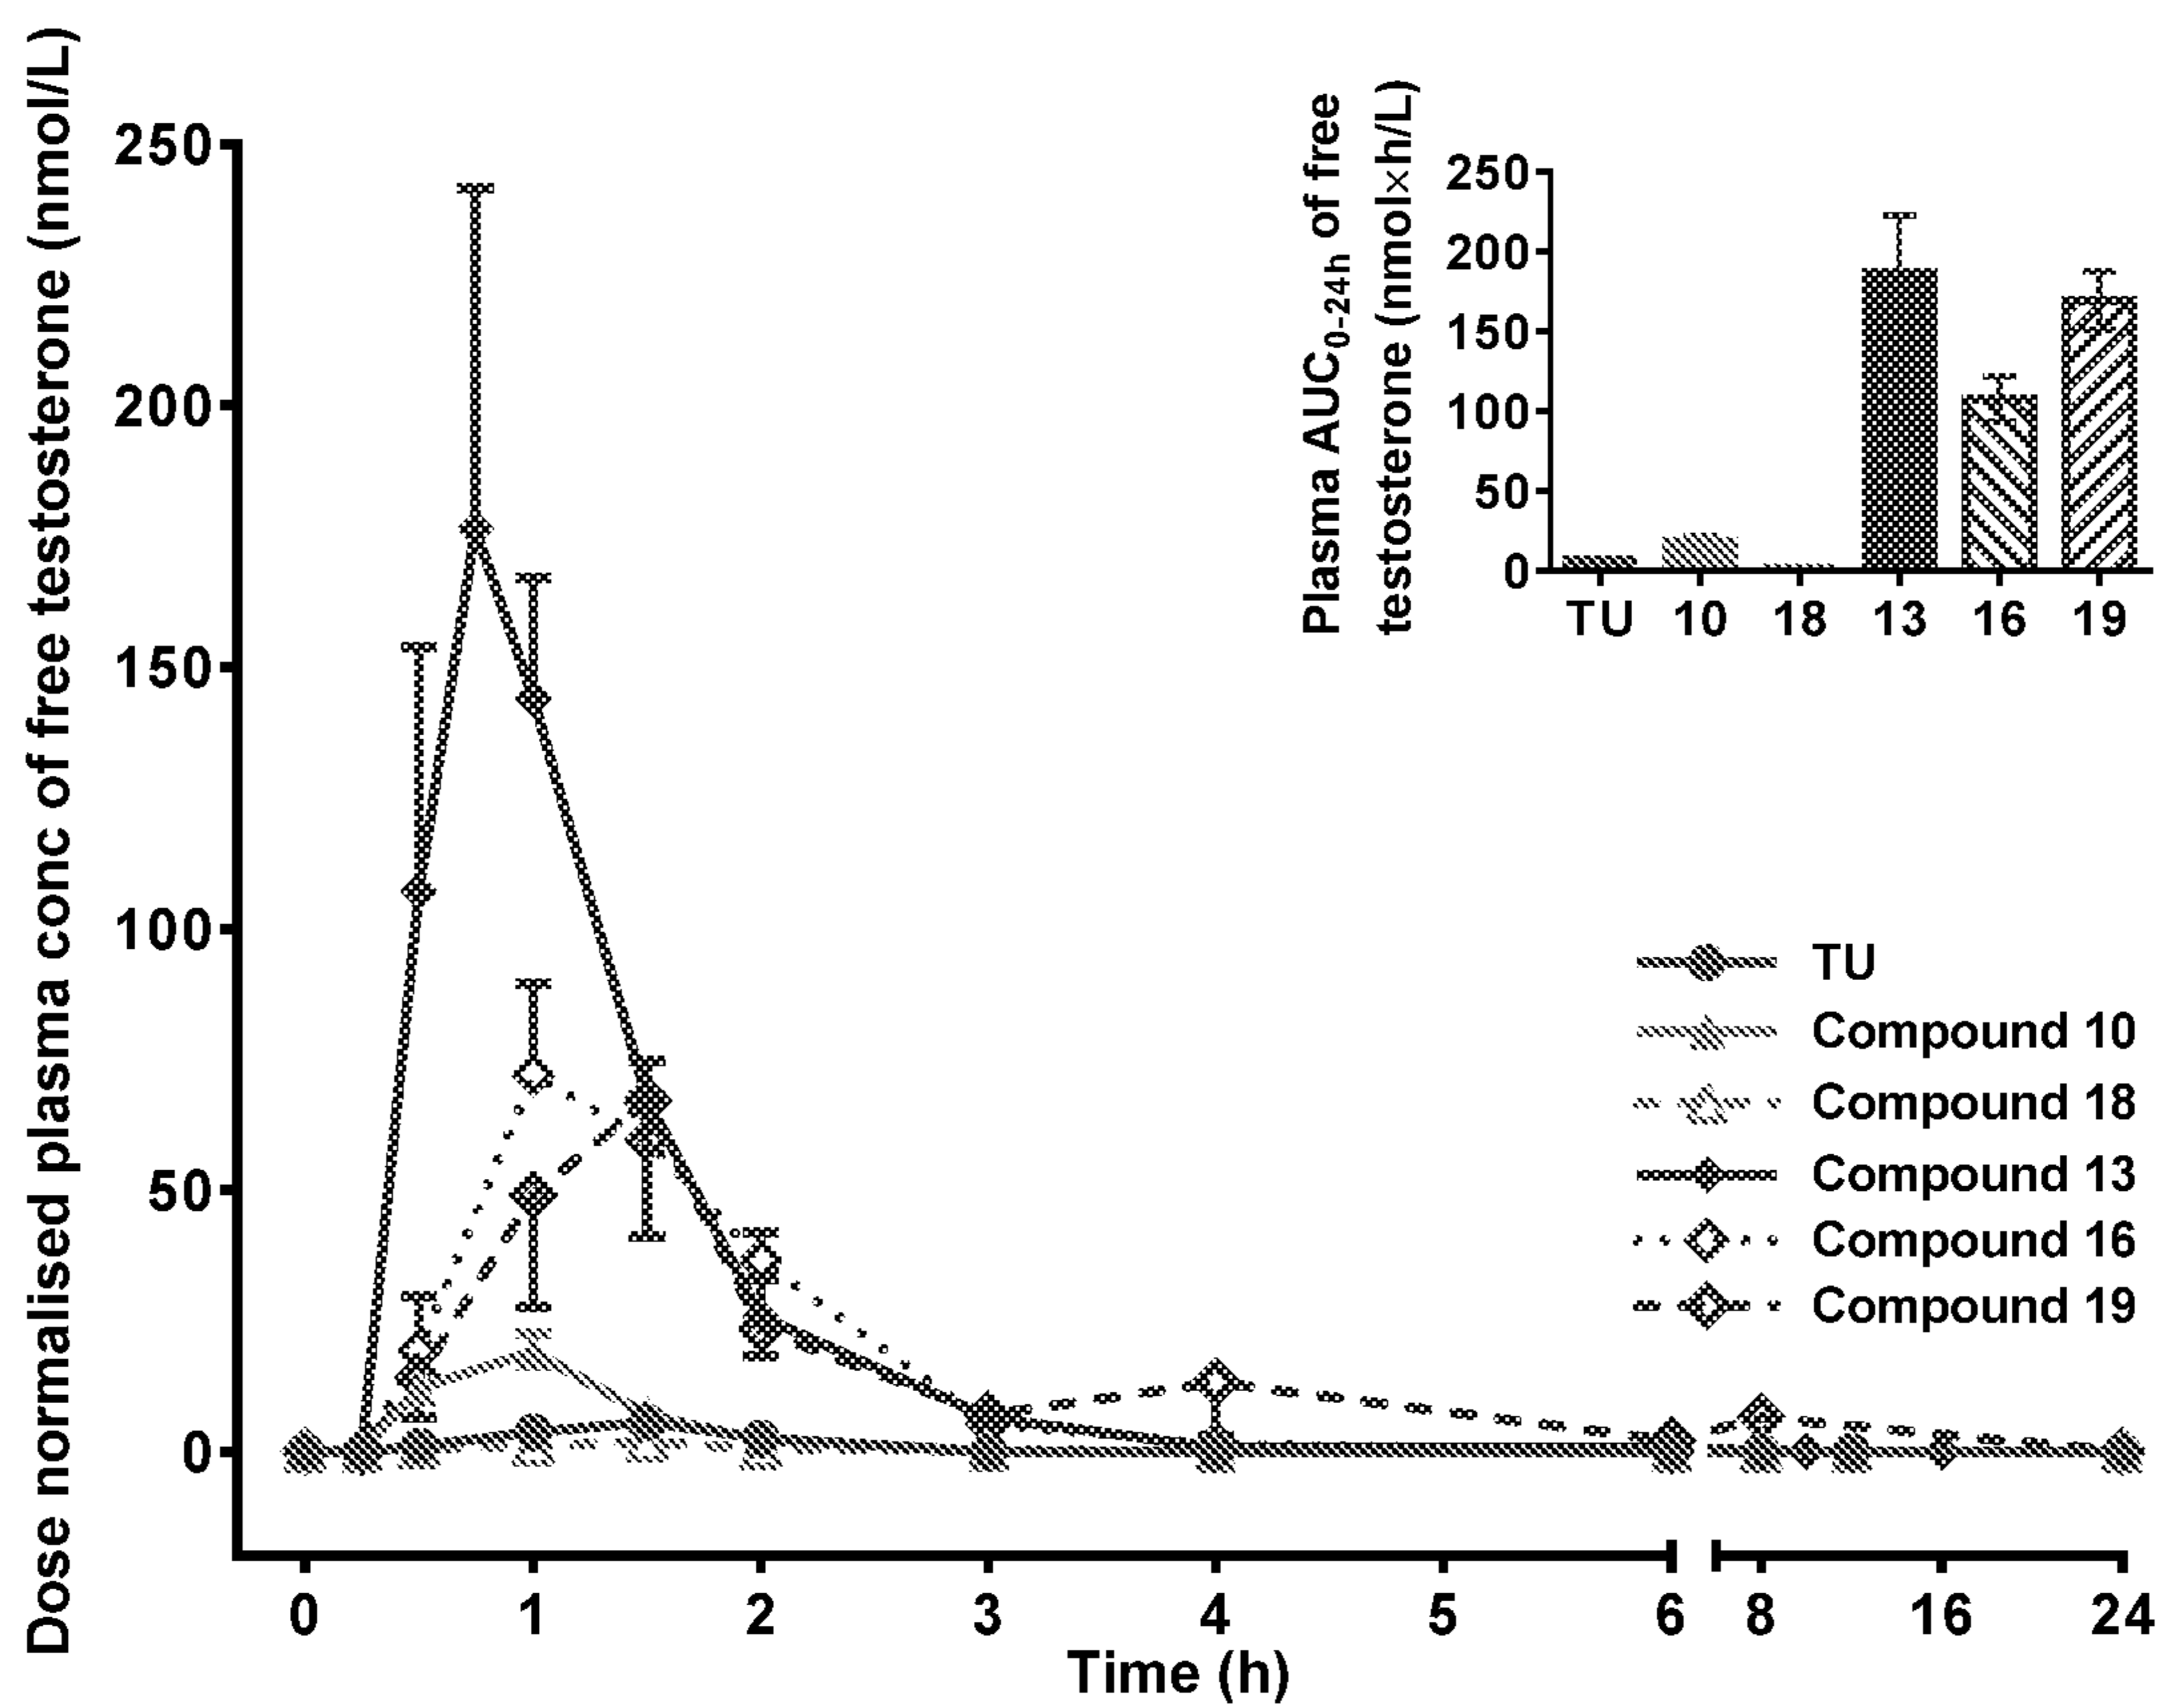 Dose normalised plasma conc of free testosterone (nmol/L)
250
200
150
100
50
0
0 1 2 3 4 5 6 8 16 24
Time (h)
Plasma AUC0-24h of free
testosterone (nmol×h/L)
250
200
150
100
50
0
TU 10 18 13 16 19
TU
Compound 10
Compound 18
Compound 13
Compound 16
Compound 19